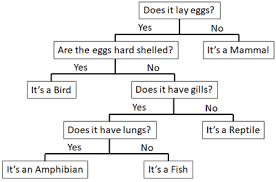 Does it lay eggs?
Yes
No
Are the eggs hard shelled?
It's a Mammal
Yes
No
It's a Bird
Does it have gills?
Yes
No
Does it have lungs?
It's a Reptile
Yes
No
It's an Amphibian
It's a Fish